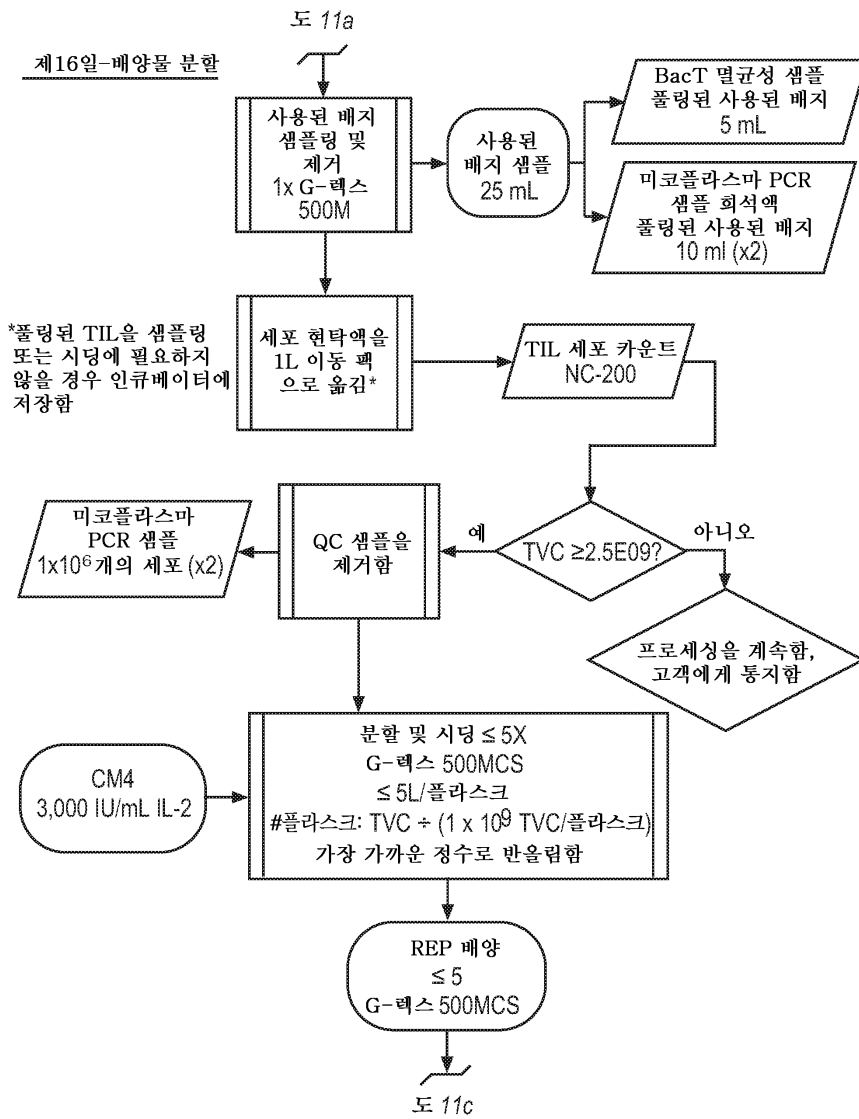 도 11a
제16일-배양물 분할
사용된 배지
샘플링 및
제거
1x G-렉스
500M
사용된
배지 샘플
25 mL
BacT 멸균성 샘플
풀링된 사용된 배지
5 mL
미코플라스마 PCR
샘플 희석액
풀링된 사용된 배지
10 ml (x2)
*풀링된 TIL을 샘플링
또는 시딩에 필요하지
않을 경우 인큐베이터에
저장함
세포 현탁액을
1L 이동 팩
으로 옮김*
TIL 세포 카운트
NC-200
미코플라스마
PCR 샘플
1x10⁶개의 세포 (x2)
QC 샘플을
제거함
예
TVC ≥2.5E09?
아니오
프로세싱을 계속함,
고객에게 통지함
CM4
3,000 IU/mL IL-2
분할 및 시딩 ≤ 5X
G-렉스 500MCS
≤ 5L/플라스크
#플라스크: TVC ÷ (1 x 10⁹ TVC/플라스크)
가장 가까운 정수로 반올림함
REP 배양
≤ 5
G-렉스 500MCS
도 11c